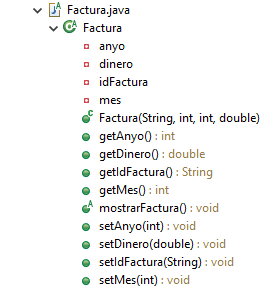 Factura.java
Factura
anyo
dinero
idFactura
mes
Factura(String, int, int, double)
getAnyo() : int
getDinero() : double
getIdFactura() : String
getMes() : int
mostrarFactura() : void
setAnyo(int) : void
setDinero(double) : void
setIdFactura(String) : void
setMes(int) : void